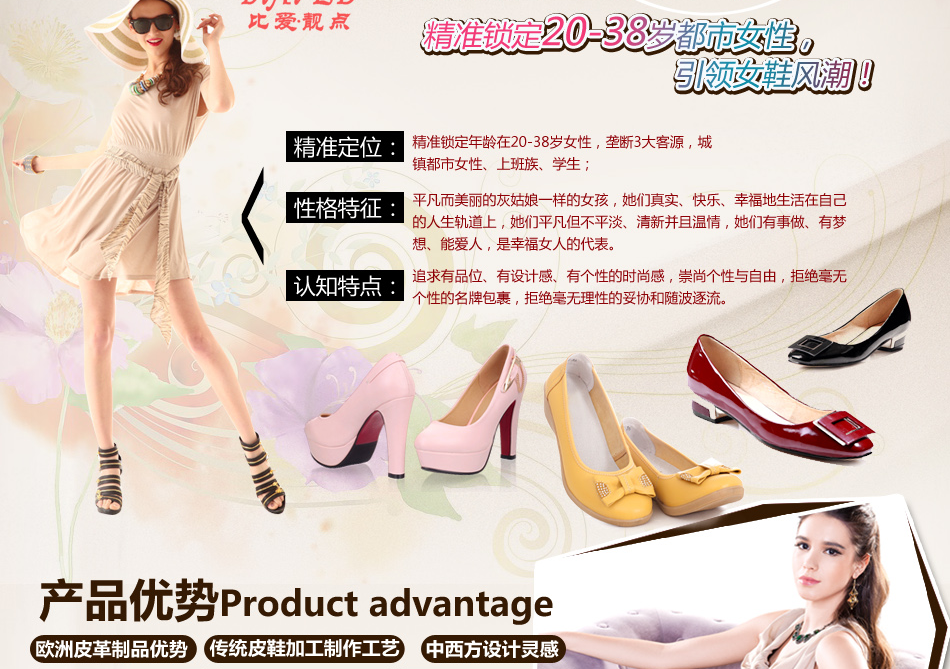 比爱·靓点
精准锁定20-38岁都市女性，
引领女鞋风潮！
精准定位：
精准锁定年龄在20-38岁女性，垄断3大客源，城
镇都市女性、上班族、学生；
性格特征：
平凡而美丽的灰姑娘一样的女孩，她们真实、快乐、幸福地生活在自己
的人生轨道上，她们平凡但不平淡、清新并且温情，她们有事做、有梦
想、能爱人，是幸福女人的代表。
认知特点：
追求有品位、有设计感、有个性的时尚感，崇尚个性与自由，拒绝毫无
个性的名牌包裹，拒绝毫无理性的妥协和随波逐流。
产品优势Product advantage
欧洲皮革制品优势 传统皮鞋加工制作工艺 中西方设计灵感